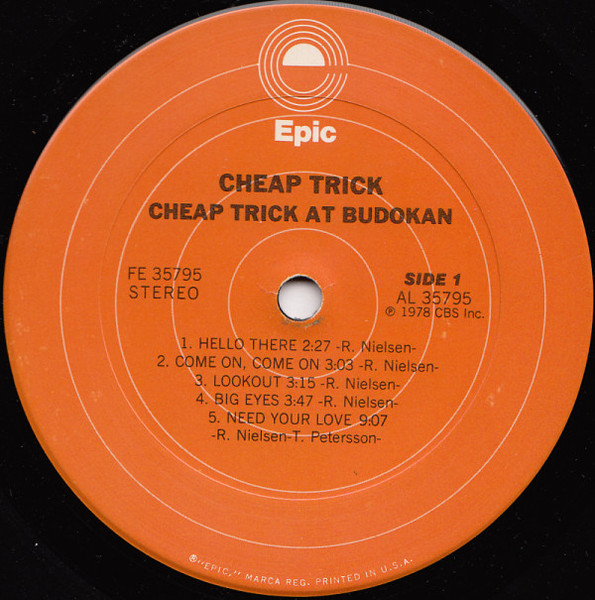 Epic
CHEAP TRICK
CHEAP TRICK AT BUDOKAN
FE 35795
STEREO
SIDE 1
AL 35795
℗ 1978 CBS Inc.
1. HELLO THERE 2:27 -R. Nielsen-
2. COME ON, COME ON 3:03 -R. Nielsen-
3. LOOKOUT 3:15 -R. Nielsen-
4. BIG EYES 3:47 -R. Nielsen-
5. NEED YOUR LOVE 9:07
-R. Nielsen-T. Petersson-
®"EPIC," MARCA REG. PRINTED IN U.S.A.